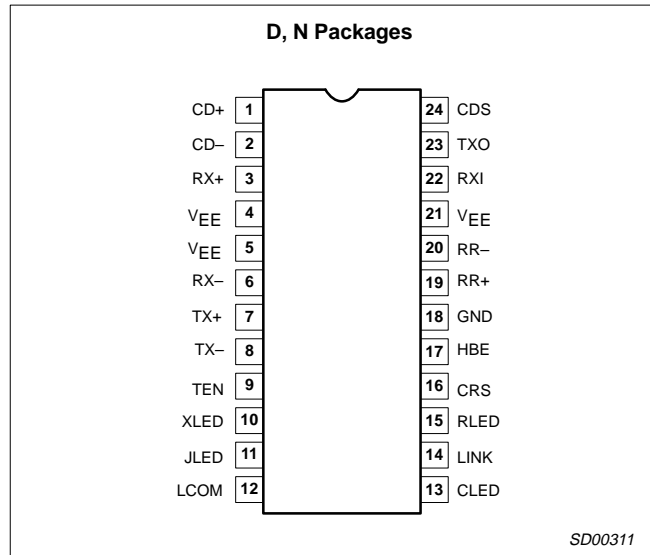 D, N Packages
CD+ 1 24 CDS
CD– 2 23 TXO
RX+ 3 22 RXI
VEE 4 21 VEE
VEE 5 20 RR–
RX– 6 19 RR+
TX+ 7 18 GND
TX– 8 17 HBE
TEN 9 16 CRS
XLED 10 15 RLED
JLED 11 14 LINK
LCOM 12 13 CLED
SD00311